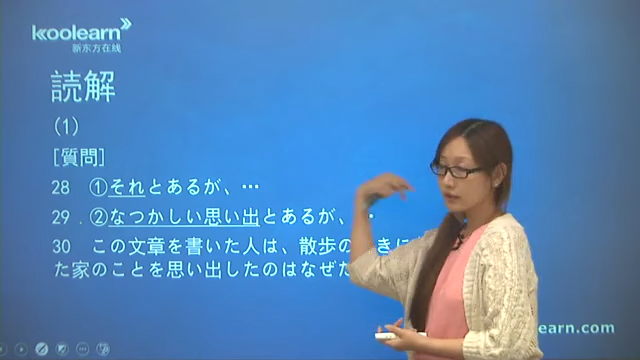 koolearn
新东方在线
読解
(1)
[質問]
28 ①それとあるが、…
29．②なつかしい思い出とあるが、…
30 この文章を書いた人は、散歩の きに
た家のことを思い出したのはなぜだ
earn.com